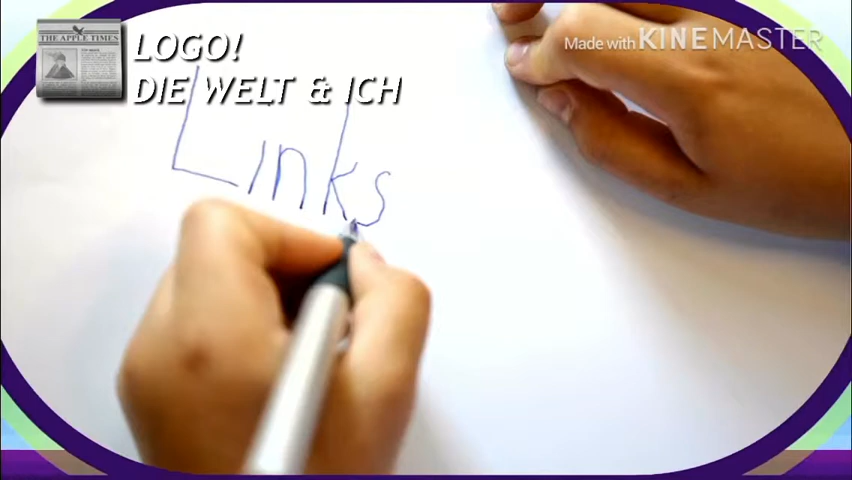 THE APPLE TIMES
LOGO!
DIE WELT & ICH
Made with KINEMASTER
Links